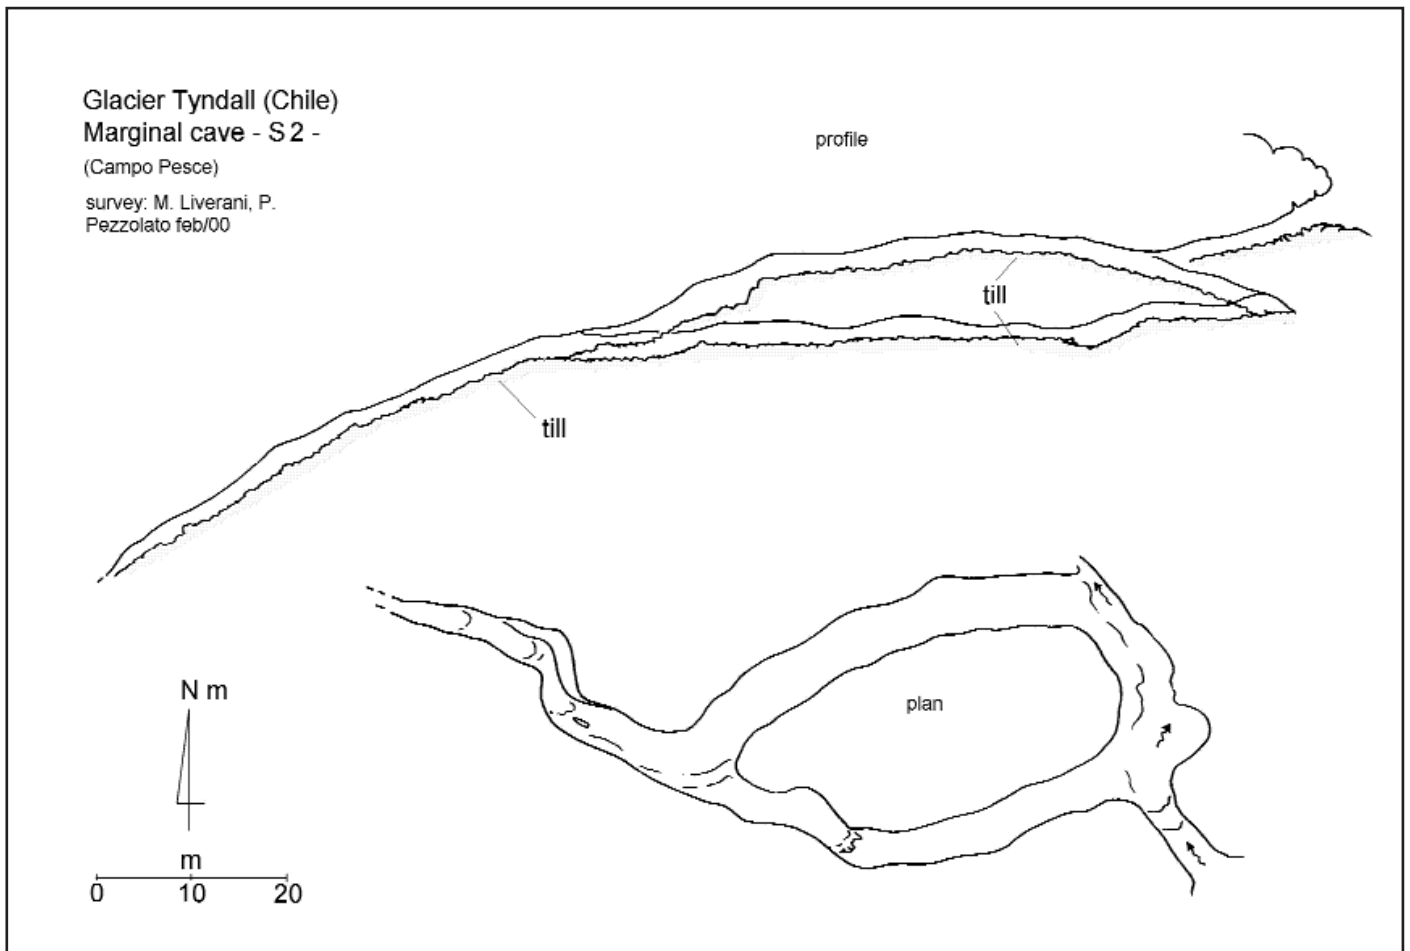 Glacier Tyndall (Chile)
Marginal cave - S 2 -
(Campo Pesce)
survey: M. Liverani, P.
Pezzolato feb/00
profile
till
till
plan
N m
m
0 10 20